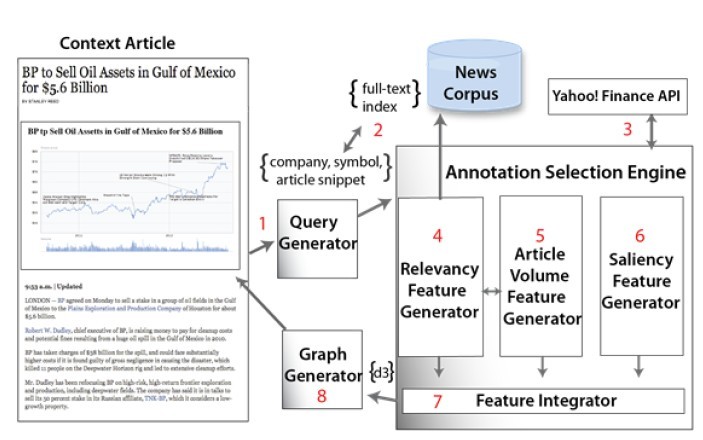 Context Article
BP to Sell Oil Assets in Gulf of Mexico
for $5.6 Billion
BY STANLEY REED
BP tp Sell Oil Assetts in Gulf of Mexico for $5.6 Billion
9:53 a.m. | Updated
LONDON — BP agreed on Monday to sell a stake in a group of oil fields in the Gulf
of Mexico to the Plains Exploration and Production Company of Houston for about
$5.6 billion.
Robert W. Dudley, chief executive of BP, is raising money to pay for cleanup costs
and potential fines resulting from a huge oil spill in the Gulf of Mexico in 2010.
BP has taken charges of $38 billion for the spill, and could face substantially
higher costs if it is found guilty of gross negligence in causing the disaster, which
killed 11 people on the Deepwater Horizon rig and led to extensive cleanup efforts.
Mr. Dudley has been refocusing BP on high-risk, high-return frontier exploration
and production, including deepwater fields. The company has said it is in talks to
sell its 50 percent stake in its Russian affiliate, TNK-BP, which it considers a low-
growth property.
1
Query
Generator
{company, symbol,
article snippet}
2
{full-text
index}
News
Corpus
Yahoo! Finance API
3
Annotation Selection Engine
4
Relevancy
Feature
Generator
5
Article
Volume
Feature
Generator
6
Saliency
Feature
Generator
7 Feature Integrator
{d3}
Graph
Generator
8